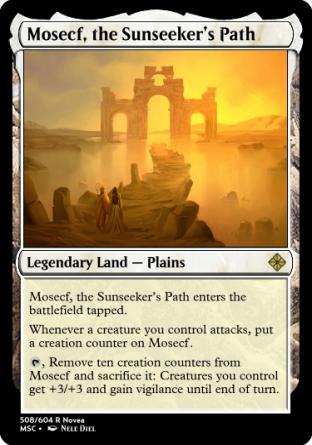 Mosecf, the Sunseeker's Path
Legendary Land — Plains
Mosecf, the Sunseeker's Path enters the
battlefield tapped.
Whenever a creature you control attacks, put
a creation counter on Mosecf.
, Remove ten creation counters from
Mosecf and sacrifice it: Creatures you control
get +3/+3 and gain vigilance until end of turn.
508/604 R Novea
MSC • Nele Diel